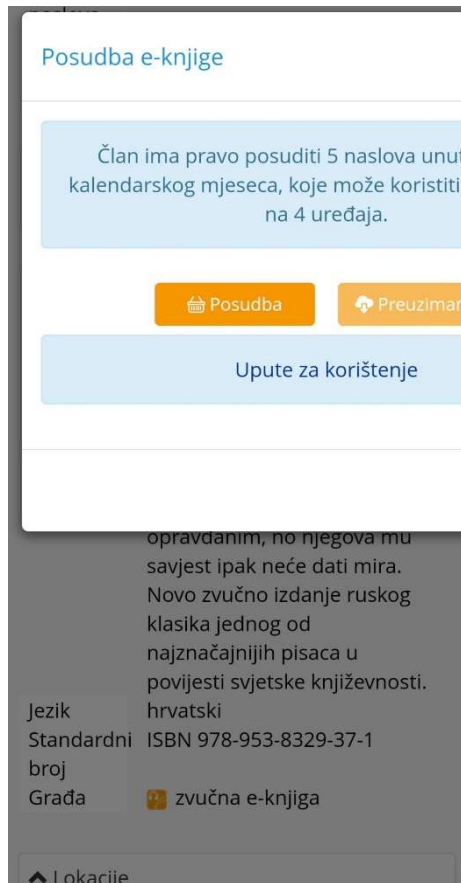 Posudba e-knjige
Član ima pravo posuditi 5 naslova
kalendarskog mjeseca, koje može koristiti
na 4 uređaja.
Posudba
Upute za korištenje
opravdanim, no njegova mu
savjest ipak neće dati mira.
Novo zvučno izdanje ruskog
klasika jednog od
najznačajnijih pisaca u
povijesti svjetske književnosti.
Jezik hrvatski
Standardni ISBN 978-953-8329-37-1
broj
Građa zvučna e-knjiga
Lokacije